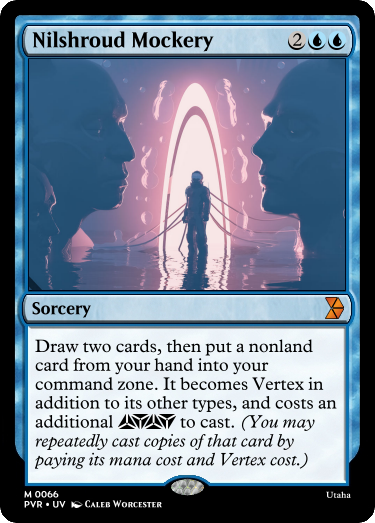 Nilshroud Mockery 2
Sorcery
Draw two cards, then put a nonland
card from your hand into your
command zone. It becomes Vertex in
addition to its other types, and costs an
additional to cast. (You may
repeatedly cast copies of that card by
paying its mana cost and Vertex cost.)
M 0066
Utaha
PVR • UV CALEB WORCESTER